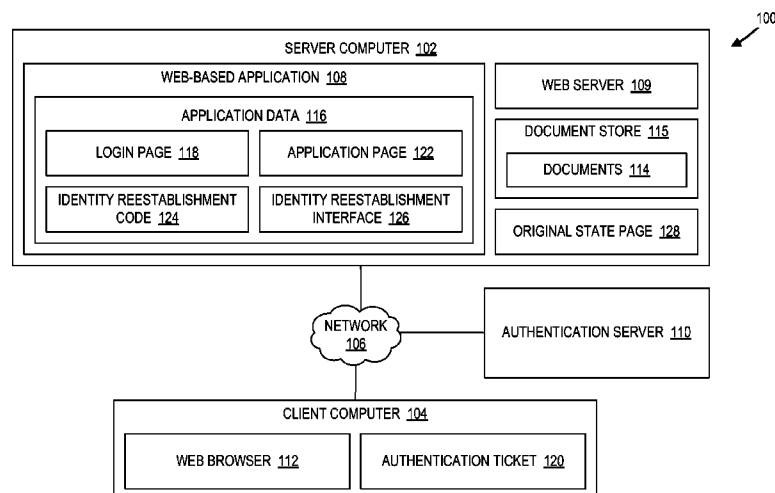 100
SERVER COMPUTER 102
WEB-BASED APPLICATION 108
APPLICATION DATA 116
LOGIN PAGE 118
APPLICATION PAGE 122
IDENTITY REESTABLISHMENT
CODE 124
IDENTITY REESTABLISHMENT
INTERFACE 126
WEB SERVER 109
DOCUMENT STORE 115
DOCUMENTS 114
ORIGINAL STATE PAGE 128
NETWORK
106
AUTHENTICATION SERVER 110
CLIENT COMPUTER 104
WEB BROWSER 112
AUTHENTICATION TICKET 120